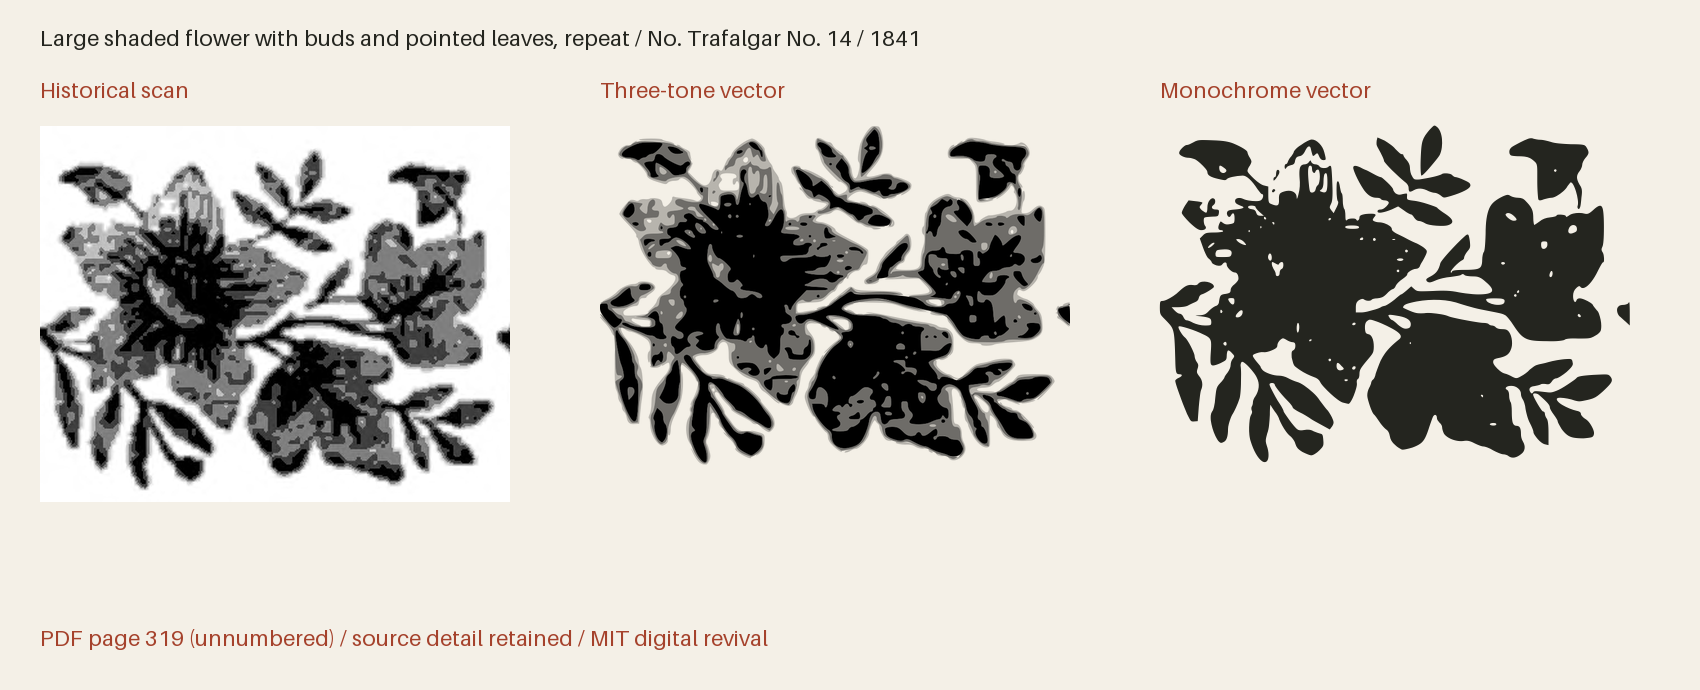 Large shaded flower with buds and pointed leaves, repeat / No. Trafalgar No. 14 / 1841
Historical scan
Three-tone vector
Monochrome vector
PDF page 319 (unnumbered) / source detail retained / MIT digital revival